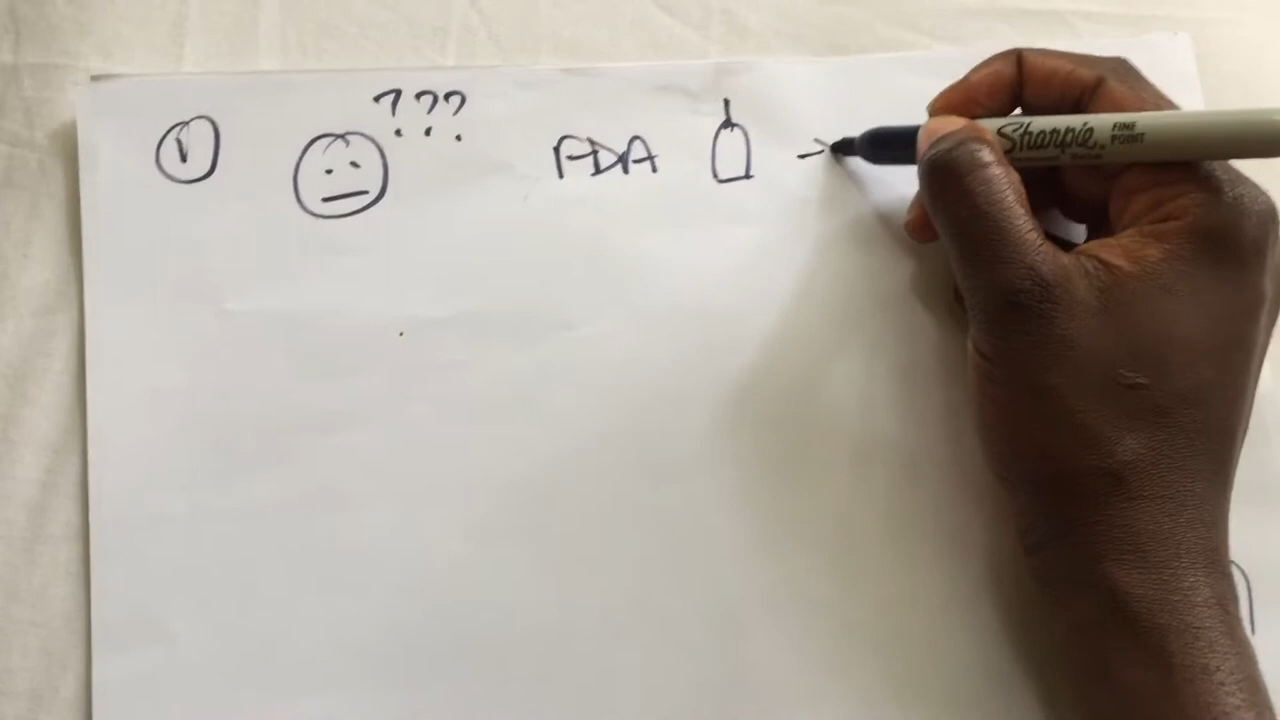 ① ??? FDA
Sharpie FINE
POINT